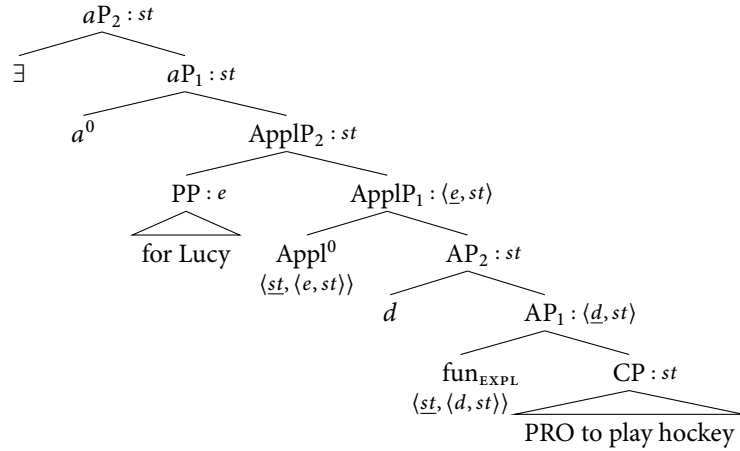 aP₂ : st
∃ aP₁ : st
a⁰ ApplP₂ : st
PP : e ApplP₁ : ⟨e, st⟩
for Lucy Appl⁰ AP₂ : st
⟨st, ⟨e, st⟩⟩
d AP₁ : ⟨d, st⟩
fun_EXPL CP : st
⟨st, ⟨d, st⟩⟩
PRO to play hockey